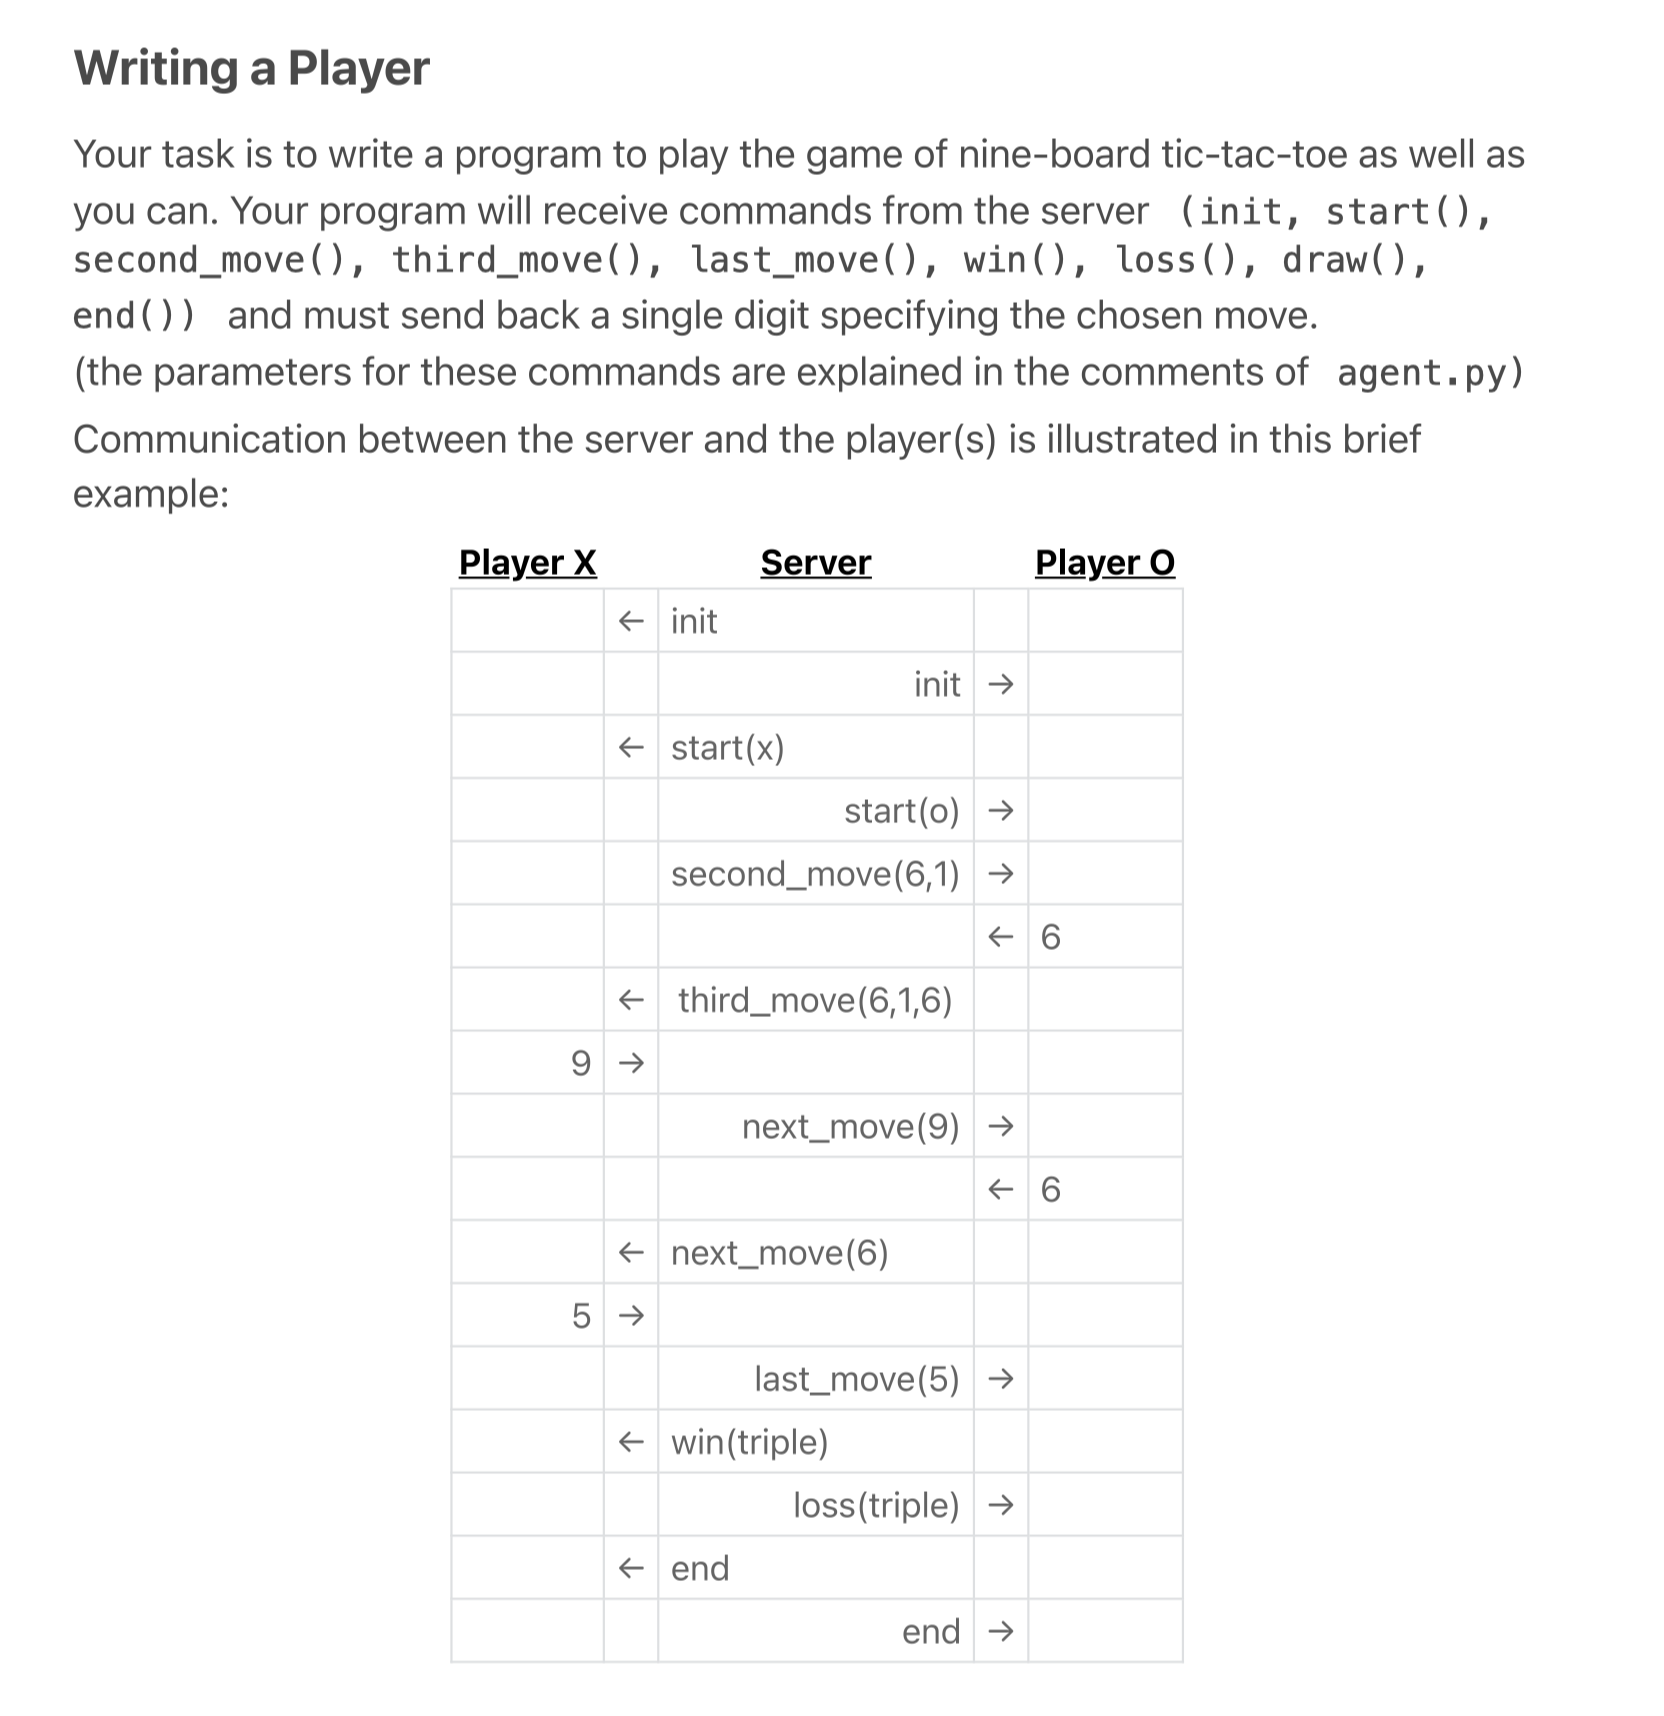 Writing a Player
Your task is to write a program to play the game of nine-board tic-tac-toe as well as
you can. Your program will receive commands from the server (init, start(),
second_move(), third_move(), last_move(), win(), loss(), draw(),
end()) and must send back a single digit specifying the chosen move.
(the parameters for these commands are explained in the comments of agent.py)
Communication between the server and the player(s) is illustrated in this brief
example:
Player X Server Player O
← init
init →
← start(x)
start(o) →
second_move(6,1) →
← 6
← third_move(6,1,6)
9 →
next_move(9) →
← 6
← next_move(6)
5 →
last_move(5) →
← win(triple)
loss(triple) →
← end
end →